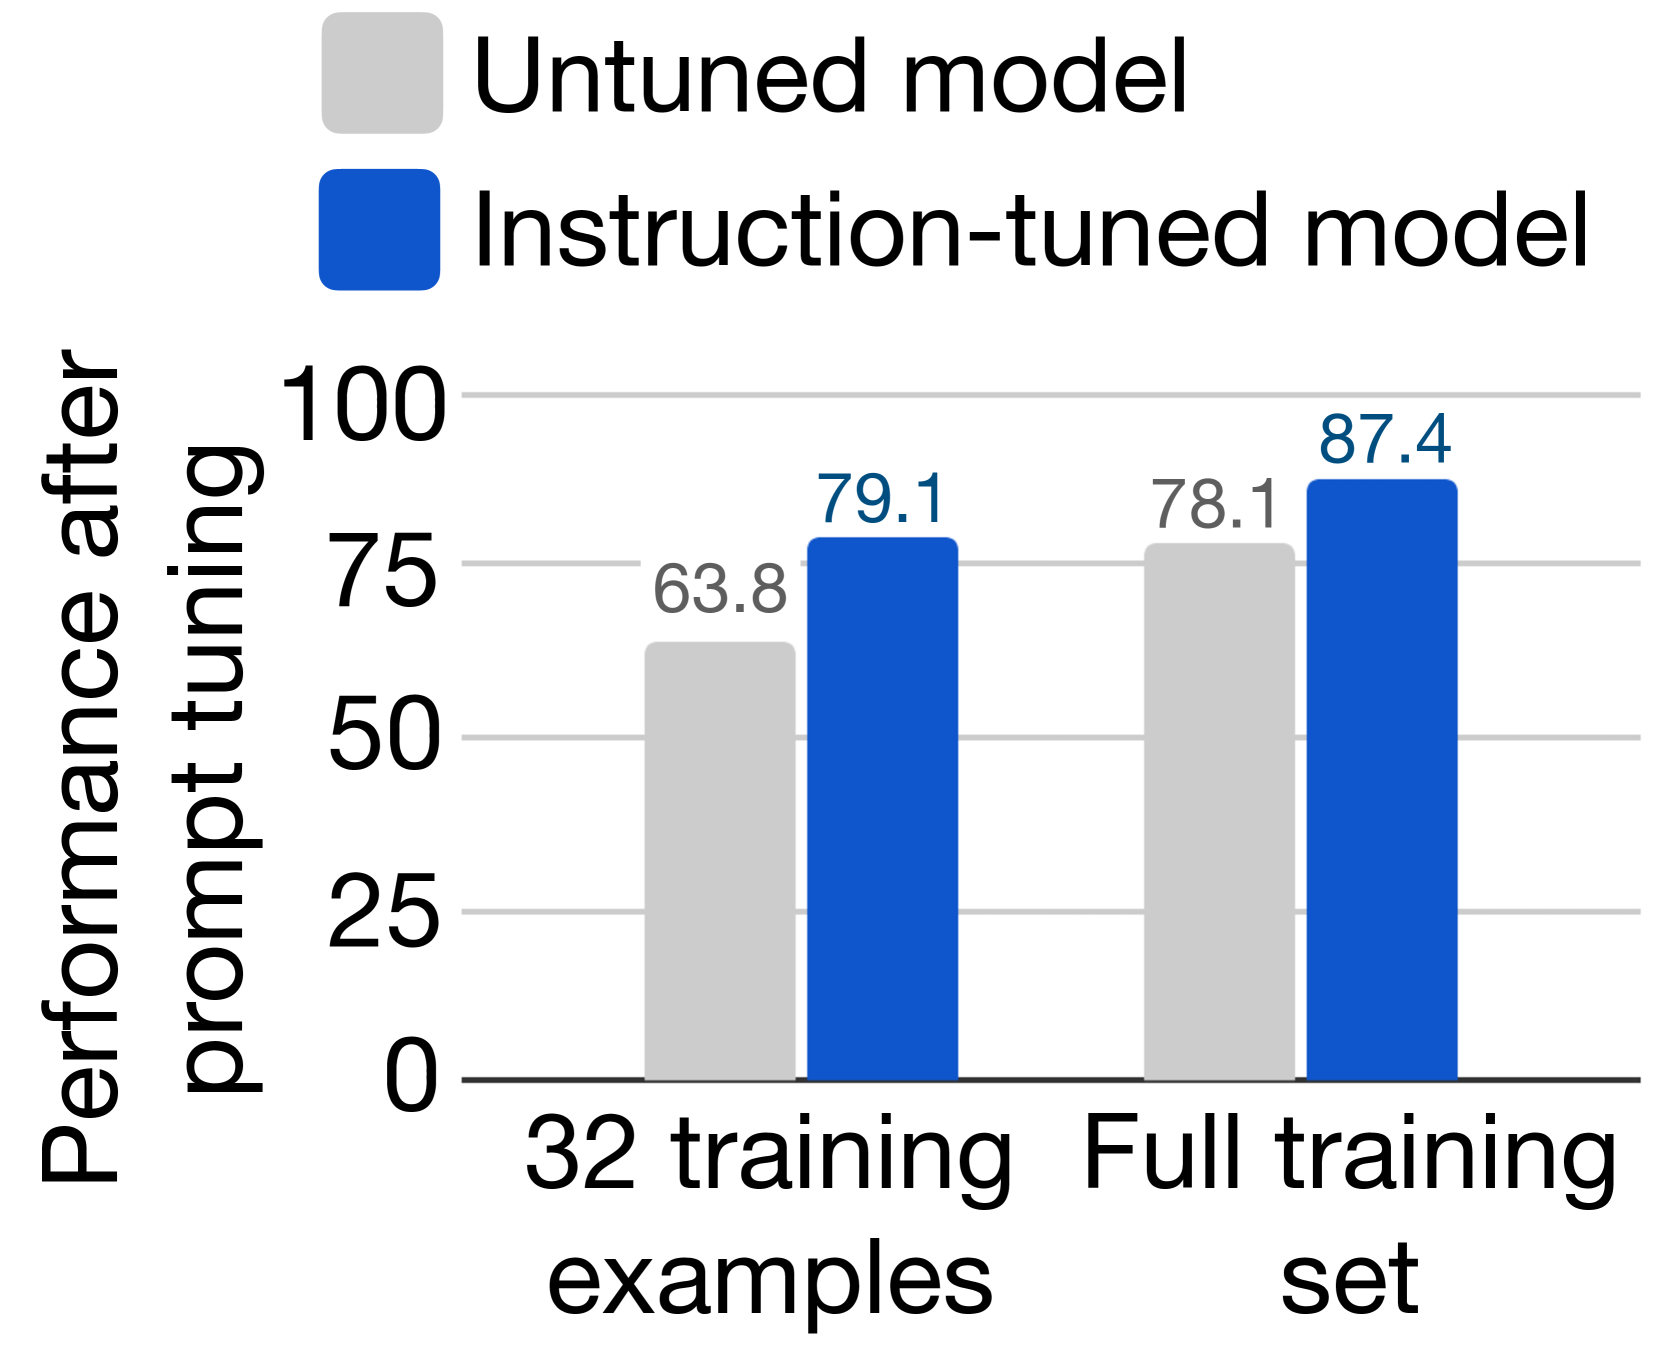 Untuned model
Instruction-tuned model
Performance after
prompt tuning
100
75
50
25
0
63.8
79.1
78.1
87.4
32 training
examples
Full training
set